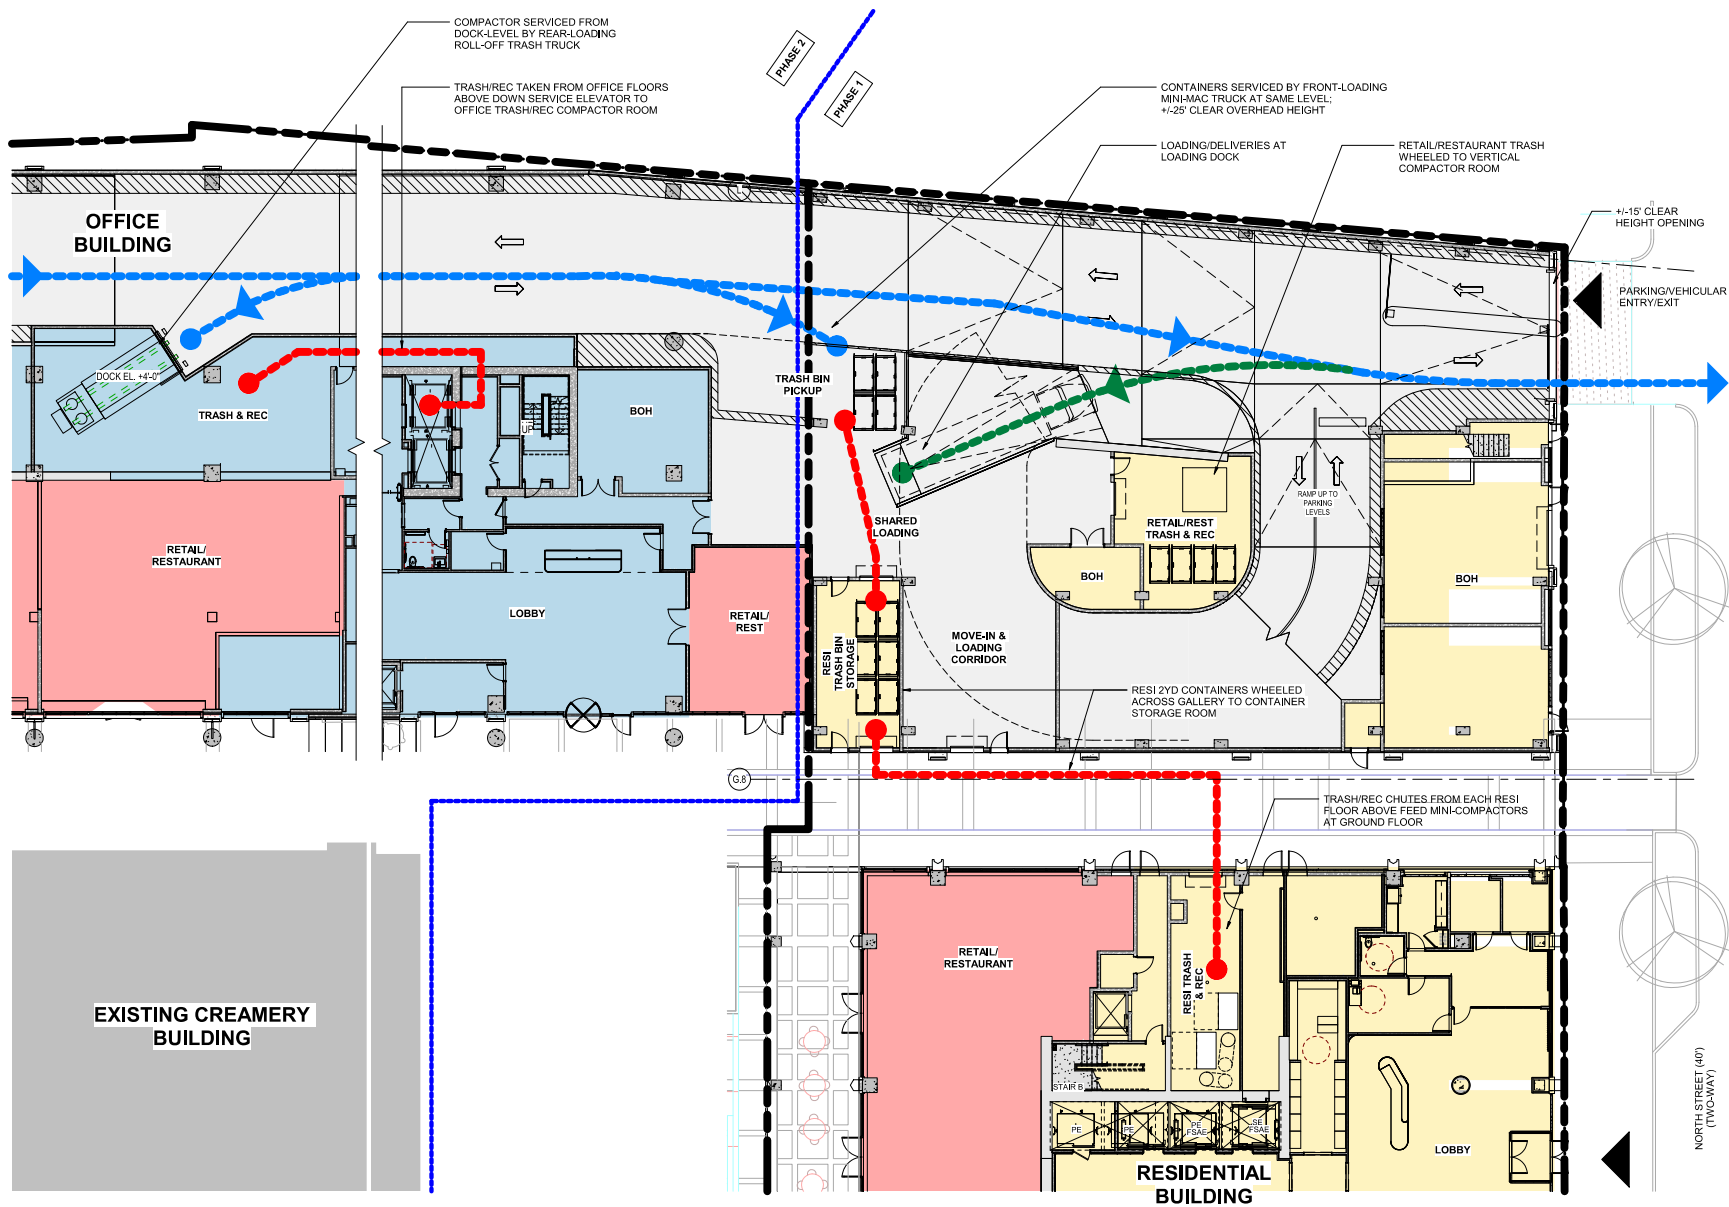 COMPACTOR SERVICED FROM
DOCK-LEVEL BY REAR-LOADING
ROLL-OFF TRASH TRUCK
TRASH/REC TAKEN FROM OFFICE FLOORS
ABOVE DOWN SERVICE ELEVATOR TO
OFFICE TRASH/REC COMPACTOR ROOM
PHASE 2
PHASE 1
CONTAINERS SERVICED BY FRONT-LOADING
MINI-MAC TRUCK AT SAME LEVEL;
+/-25' CLEAR OVERHEAD HEIGHT
LOADING/DELIVERIES AT
LOADING DOCK
RETAIL/RESTAURANT TRASH
WHEELED TO VERTICAL
COMPACTOR ROOM
+/-15' CLEAR
HEIGHT OPENING
OFFICE
BUILDING
PARKING/VEHICULAR
ENTRY/EXIT
DOCK EL. +4'-0"
TRASH & REC
UP
BOH
TRASH BIN
PICKUP
RAMP UP TO
PARKING
LEVELS
SHARED
LOADING
RETAIL/REST
TRASH & REC
BOH
BOH
RETAIL/
RESTAURANT
LOBBY
RETAIL/
REST
RESI
TRASH BIN
STORAGE
MOVE-IN &
LOADING
CORRIDOR
RESI 2YD CONTAINERS WHEELED
ACROSS GALLERY TO CONTAINER
STORAGE ROOM
G.8
TRASH/REC CHUTES FROM EACH RESI
FLOOR ABOVE FEED MINI-COMPACTORS
AT GROUND FLOOR
RETAIL/
RESTAURANT
RESI TRASH
& REC
EXISTING CREAMERY
BUILDING
STAIR B
PE
PE
PE
FSAE
SE
FSAE
LOBBY
RESIDENTIAL
BUILDING
NORTH STREET (40')
(TWO-WAY)